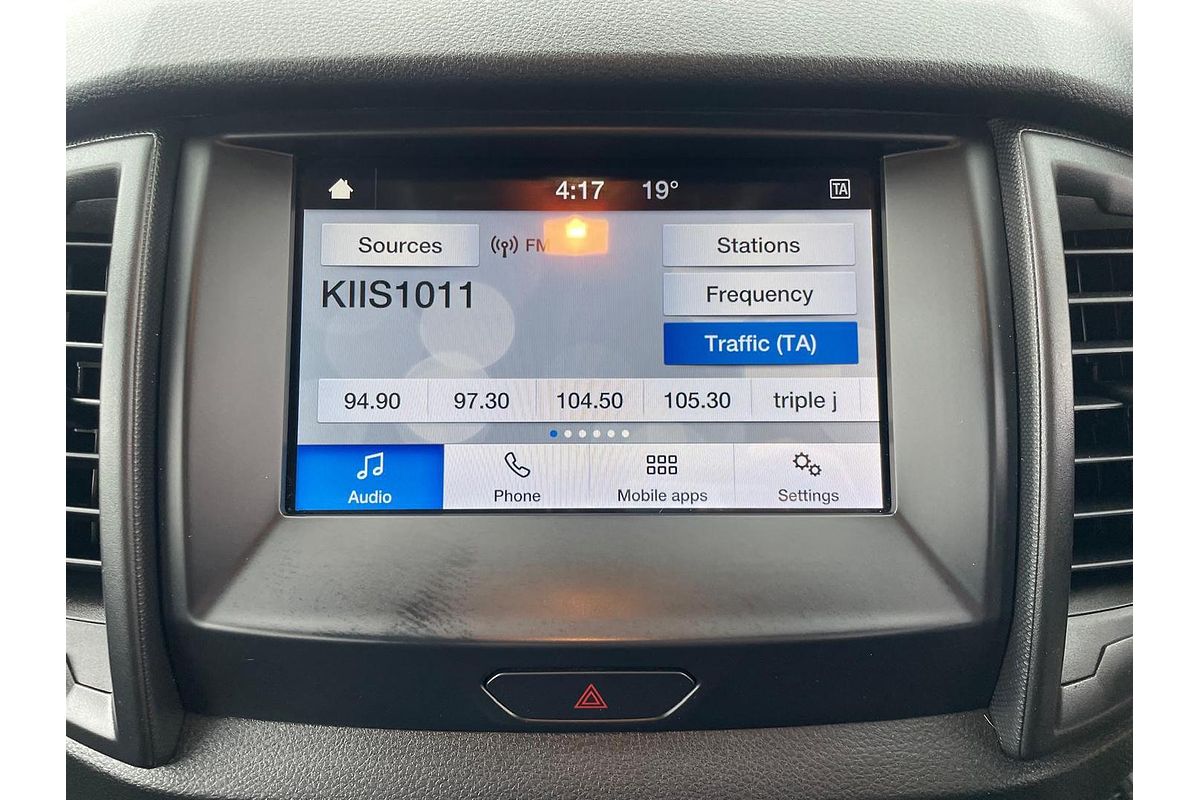 4:17 19° TA
Sources FM Stations
KIIS1011 Frequency
Traffic (TA)
94.90 97.30 104.50 105.30 triple j
Audio Phone Mobile apps Settings